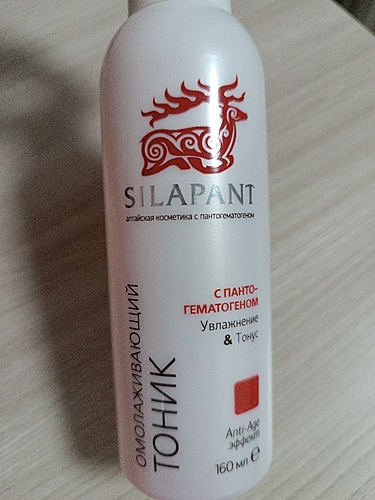 SILAPANT
алтайская косметика с пантогематогеном
С ПАНТО-
ГЕМАТОГЕНОМ
Увлажнение
& Тонус
ОМОЛАЖИВАЮЩИЙ
ТОНИК
Anti-Age
эффект
160 мл е